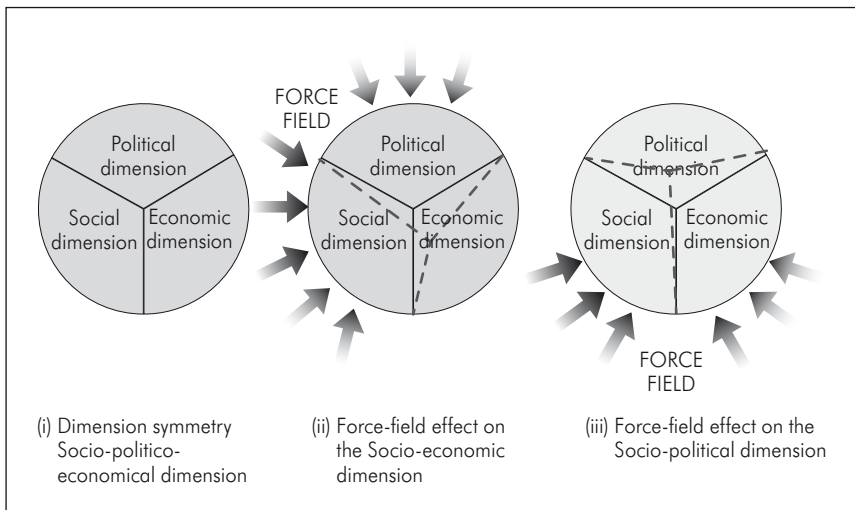 FORCE
FIELD
Political
dimension
Social
dimension
Economic
dimension
Political
dimension
Social
dimension
Economic
dimension
Political
dimension
Social
dimension
Economic
dimension
FORCE
FIELD
(i) Dimension symmetry
Socio-politico-
economical dimension
(ii) Force-field effect on
the Socio-economic
dimension
(iii) Force-field effect on the
Socio-political dimension